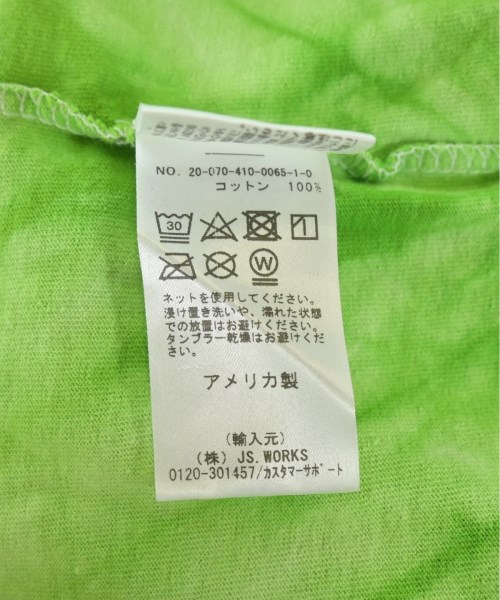 NO. 20-070-410-0065-1-0
コットン 100%
30
W
ネットを使用してください。
浸け置き洗いや、濡れた状態
での放置はお避けください。
タンブラー乾燥はお避けくださ
い。
アメリカ製
(輸入元)
(株) JS.WORKS
0120-301457/カスタマーサポート